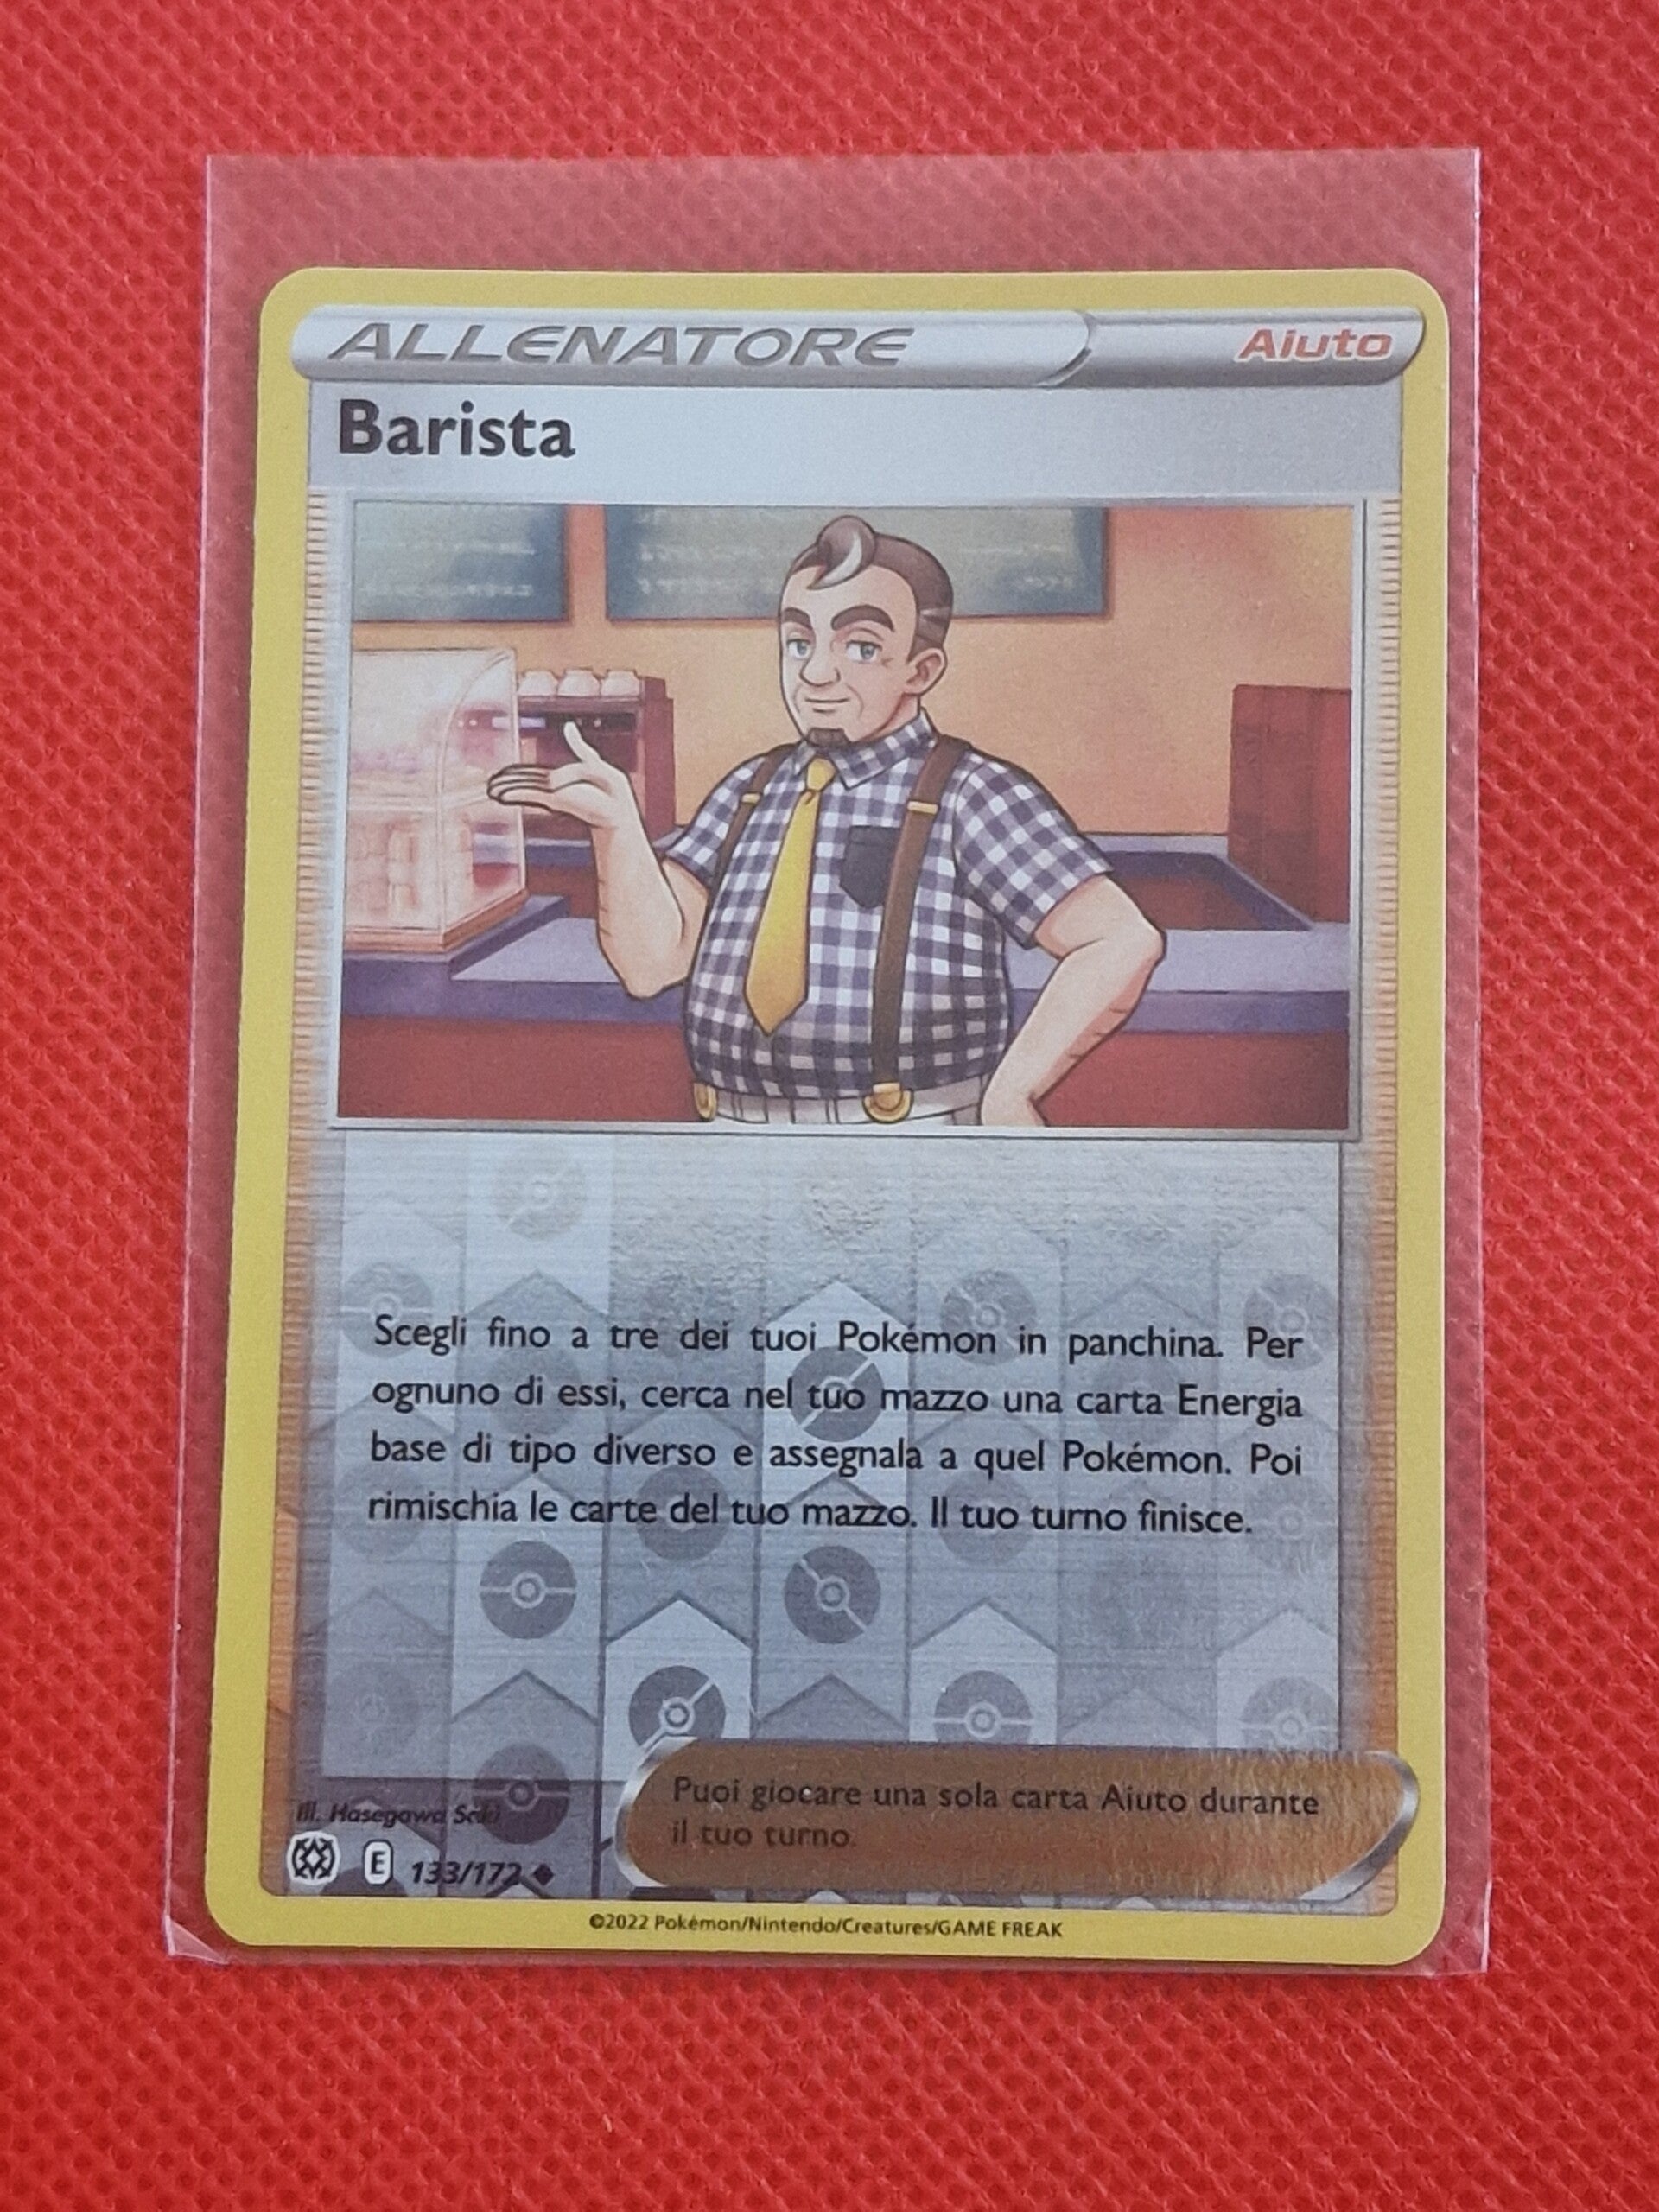 ALLENATORE Aiuto
Barista
Scegli fino a tre dei tuoi Pokémon in panchina. Per
ognuno di essi, cerca nel tuo mazzo una carta Energia
base di tipo diverso e assegnala a quel Pokémon. Poi
rimischia le carte del tuo mazzo. Il tuo turno finisce.
Puoi giocare una sola carta Aiuto durante
il tuo turno.
Ill. Hasegawa Saki
E 133/172
©2022 Pokémon/Nintendo/Creatures/GAME FREAK